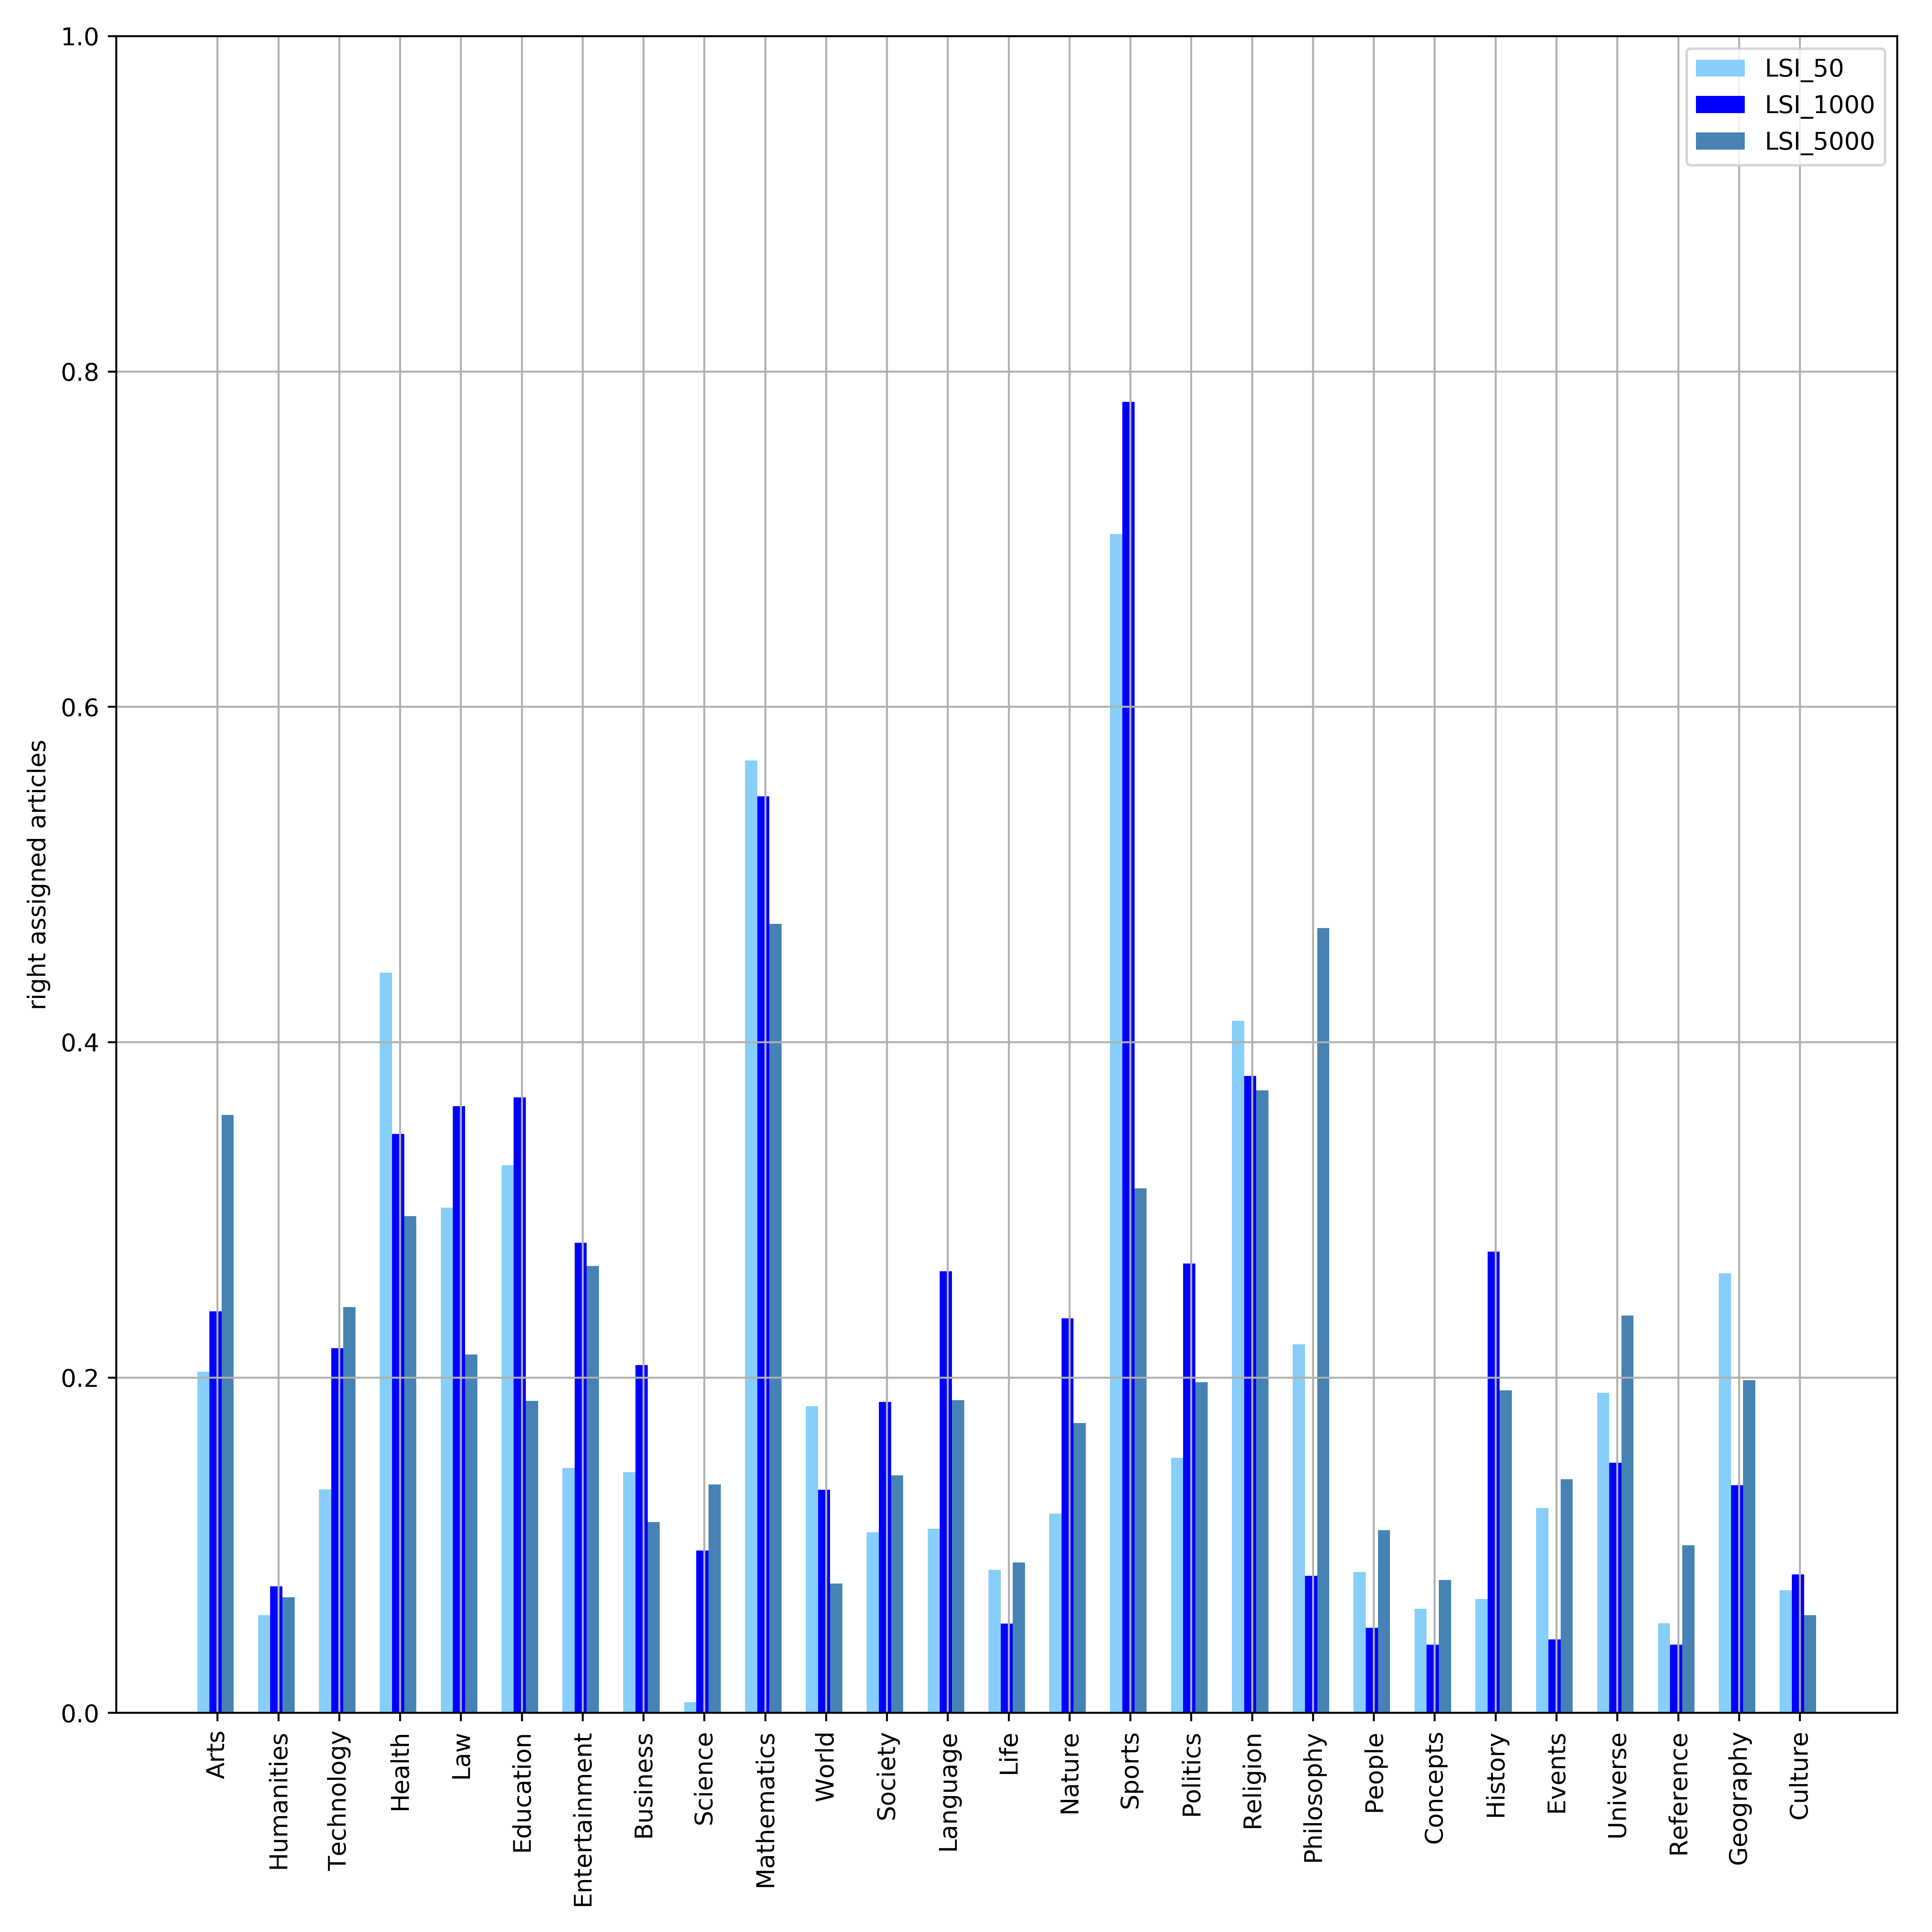 1.0
0.8
0.6
0.4
0.2
0.0
right assigned articles
LSI_50
LSI_1000
LSI_5000
Arts
Humanities
Technology
Health
Law
Education
Entertainment
Business
Science
Mathematics
World
Society
Language
Life
Nature
Sports
Politics
Religion
Philosophy
People
Concepts
History
Events
Universe
Reference
Geography
Culture